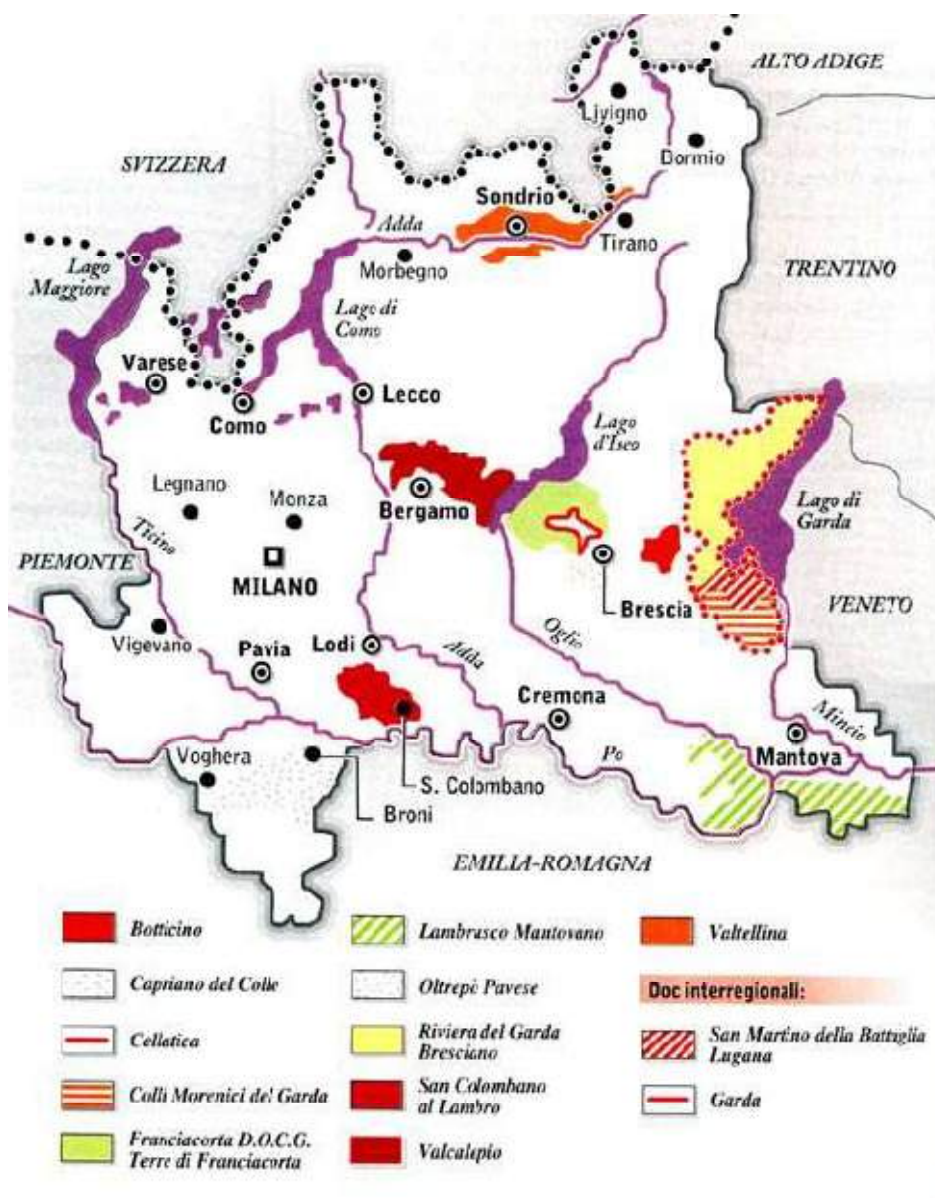 ALTO ADIGE
Ljvigno
Dormio
SVIZZERA
Sondrio
Adda
Tirano
Morbegno
Lago
Maggiore
TRENTINO
Lago di
Como
Varese
Lecco
Como
Lago
d'Iseo
Legnano
Monza
Bergamo
Lago di
Garda
Ticino
PIEMONTE
MILANO
Brescia
VENETO
Vigevano
Pavia
Lodi
Adda
Oglio
Cremona
Mincio
Mantova
Voghera
Po
S. Colombano
Broni
EMILIA-ROMAGNA
Botticino
Capriano del Colle
Cellatica
Colli Morenici del Garda
Franciacorta D.O.C.G.
Terre di Franciacorta
Lambrasco Mantovano
Oltrepò Pavese
Riviera del Garda
Bresciano
San Colombano
al Lambro
Valcalepio
Valtellina
Doc interregionali:
San Martino della Battaglia
Lugana
Garda